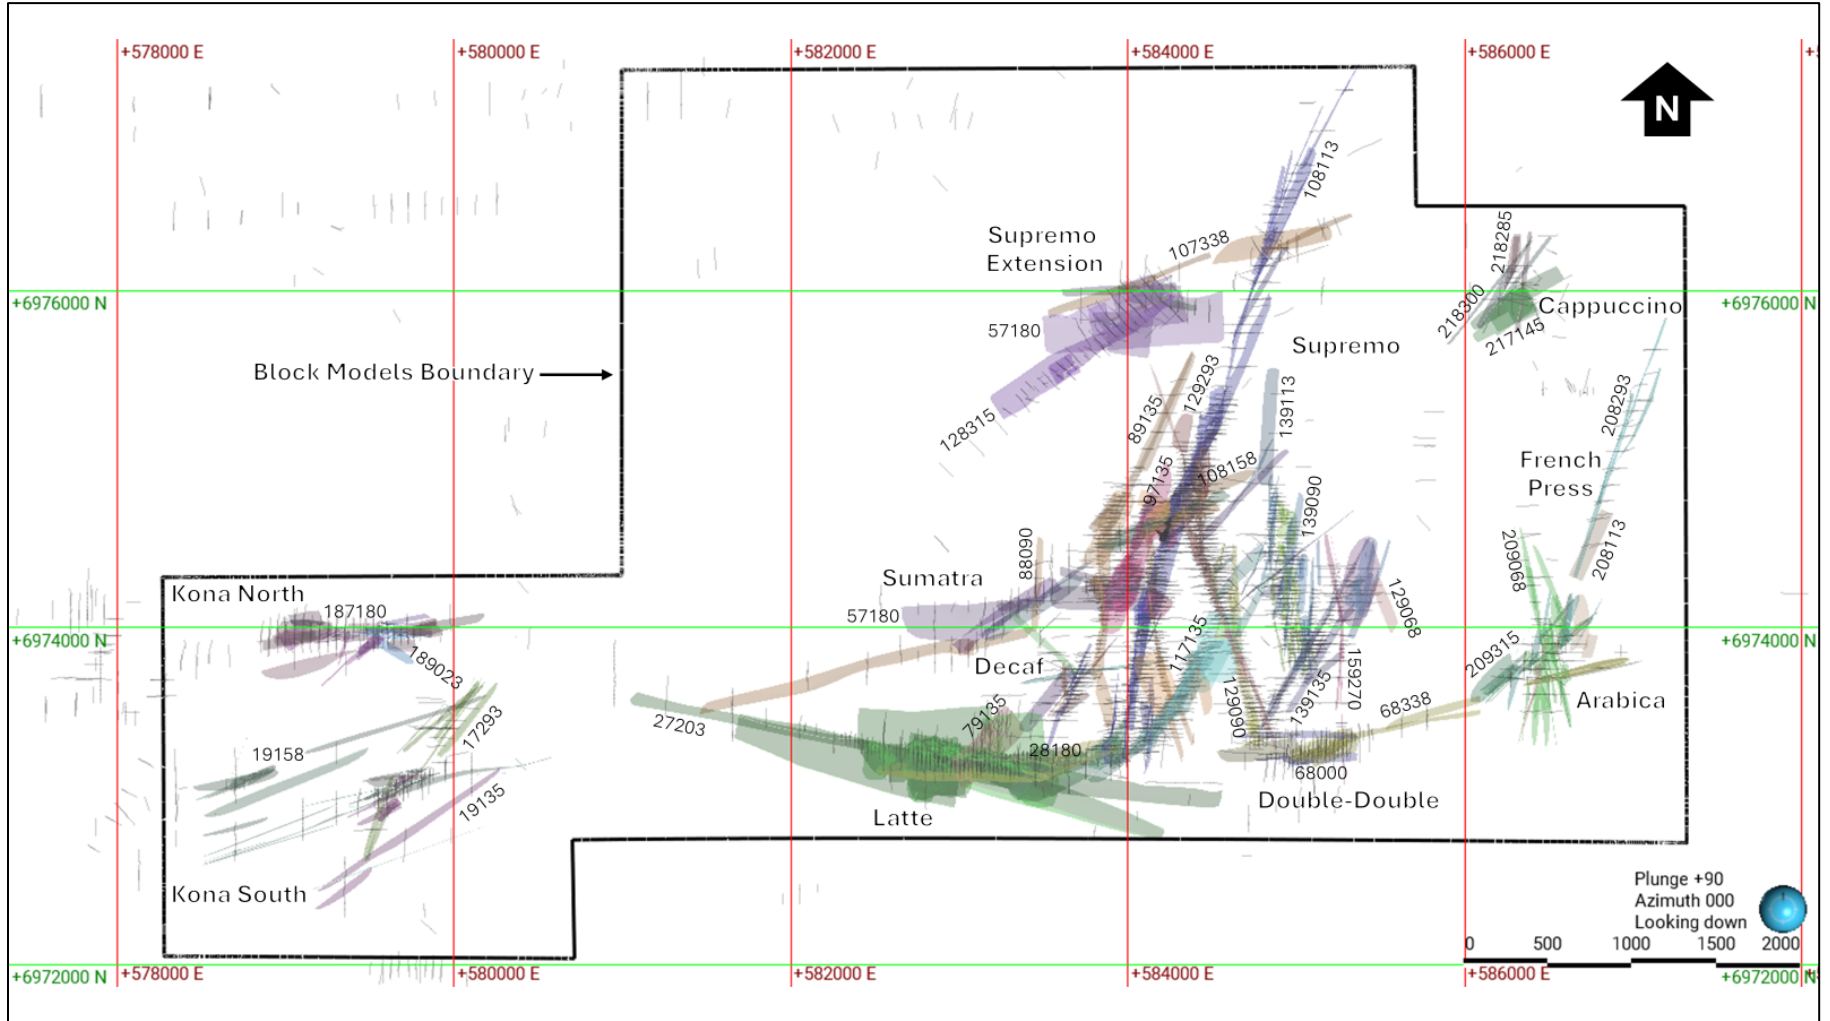 +578000 E
+580000 E
+582000 E
+584000 E
+586000 E
N
108113
Supremo
Extension
107338
218285
+6976000 N
+6976000 N
218300
Cappuccino
57180
217145
Supremo
Block Models Boundary
129293
139113
89135
128315
208293
108158
97135
French
Press
139090
88090
208113
209068
Sumatra
Kona North
187180
57180
129068
+6974000 N
+6974000 N
117135
189023
Decaf
209315
159270
139135
129090
Arabica
68338
79135
27203
17293
19158
28180
68000
Double-Double
19135
Latte
Kona South
Plunge +90
Azimuth 000
Looking down
0 500 1000 1500 2000
+6972000 N
+578000 E
+580000 E
+582000 E
+584000 E
+586000 E
+6972000 N